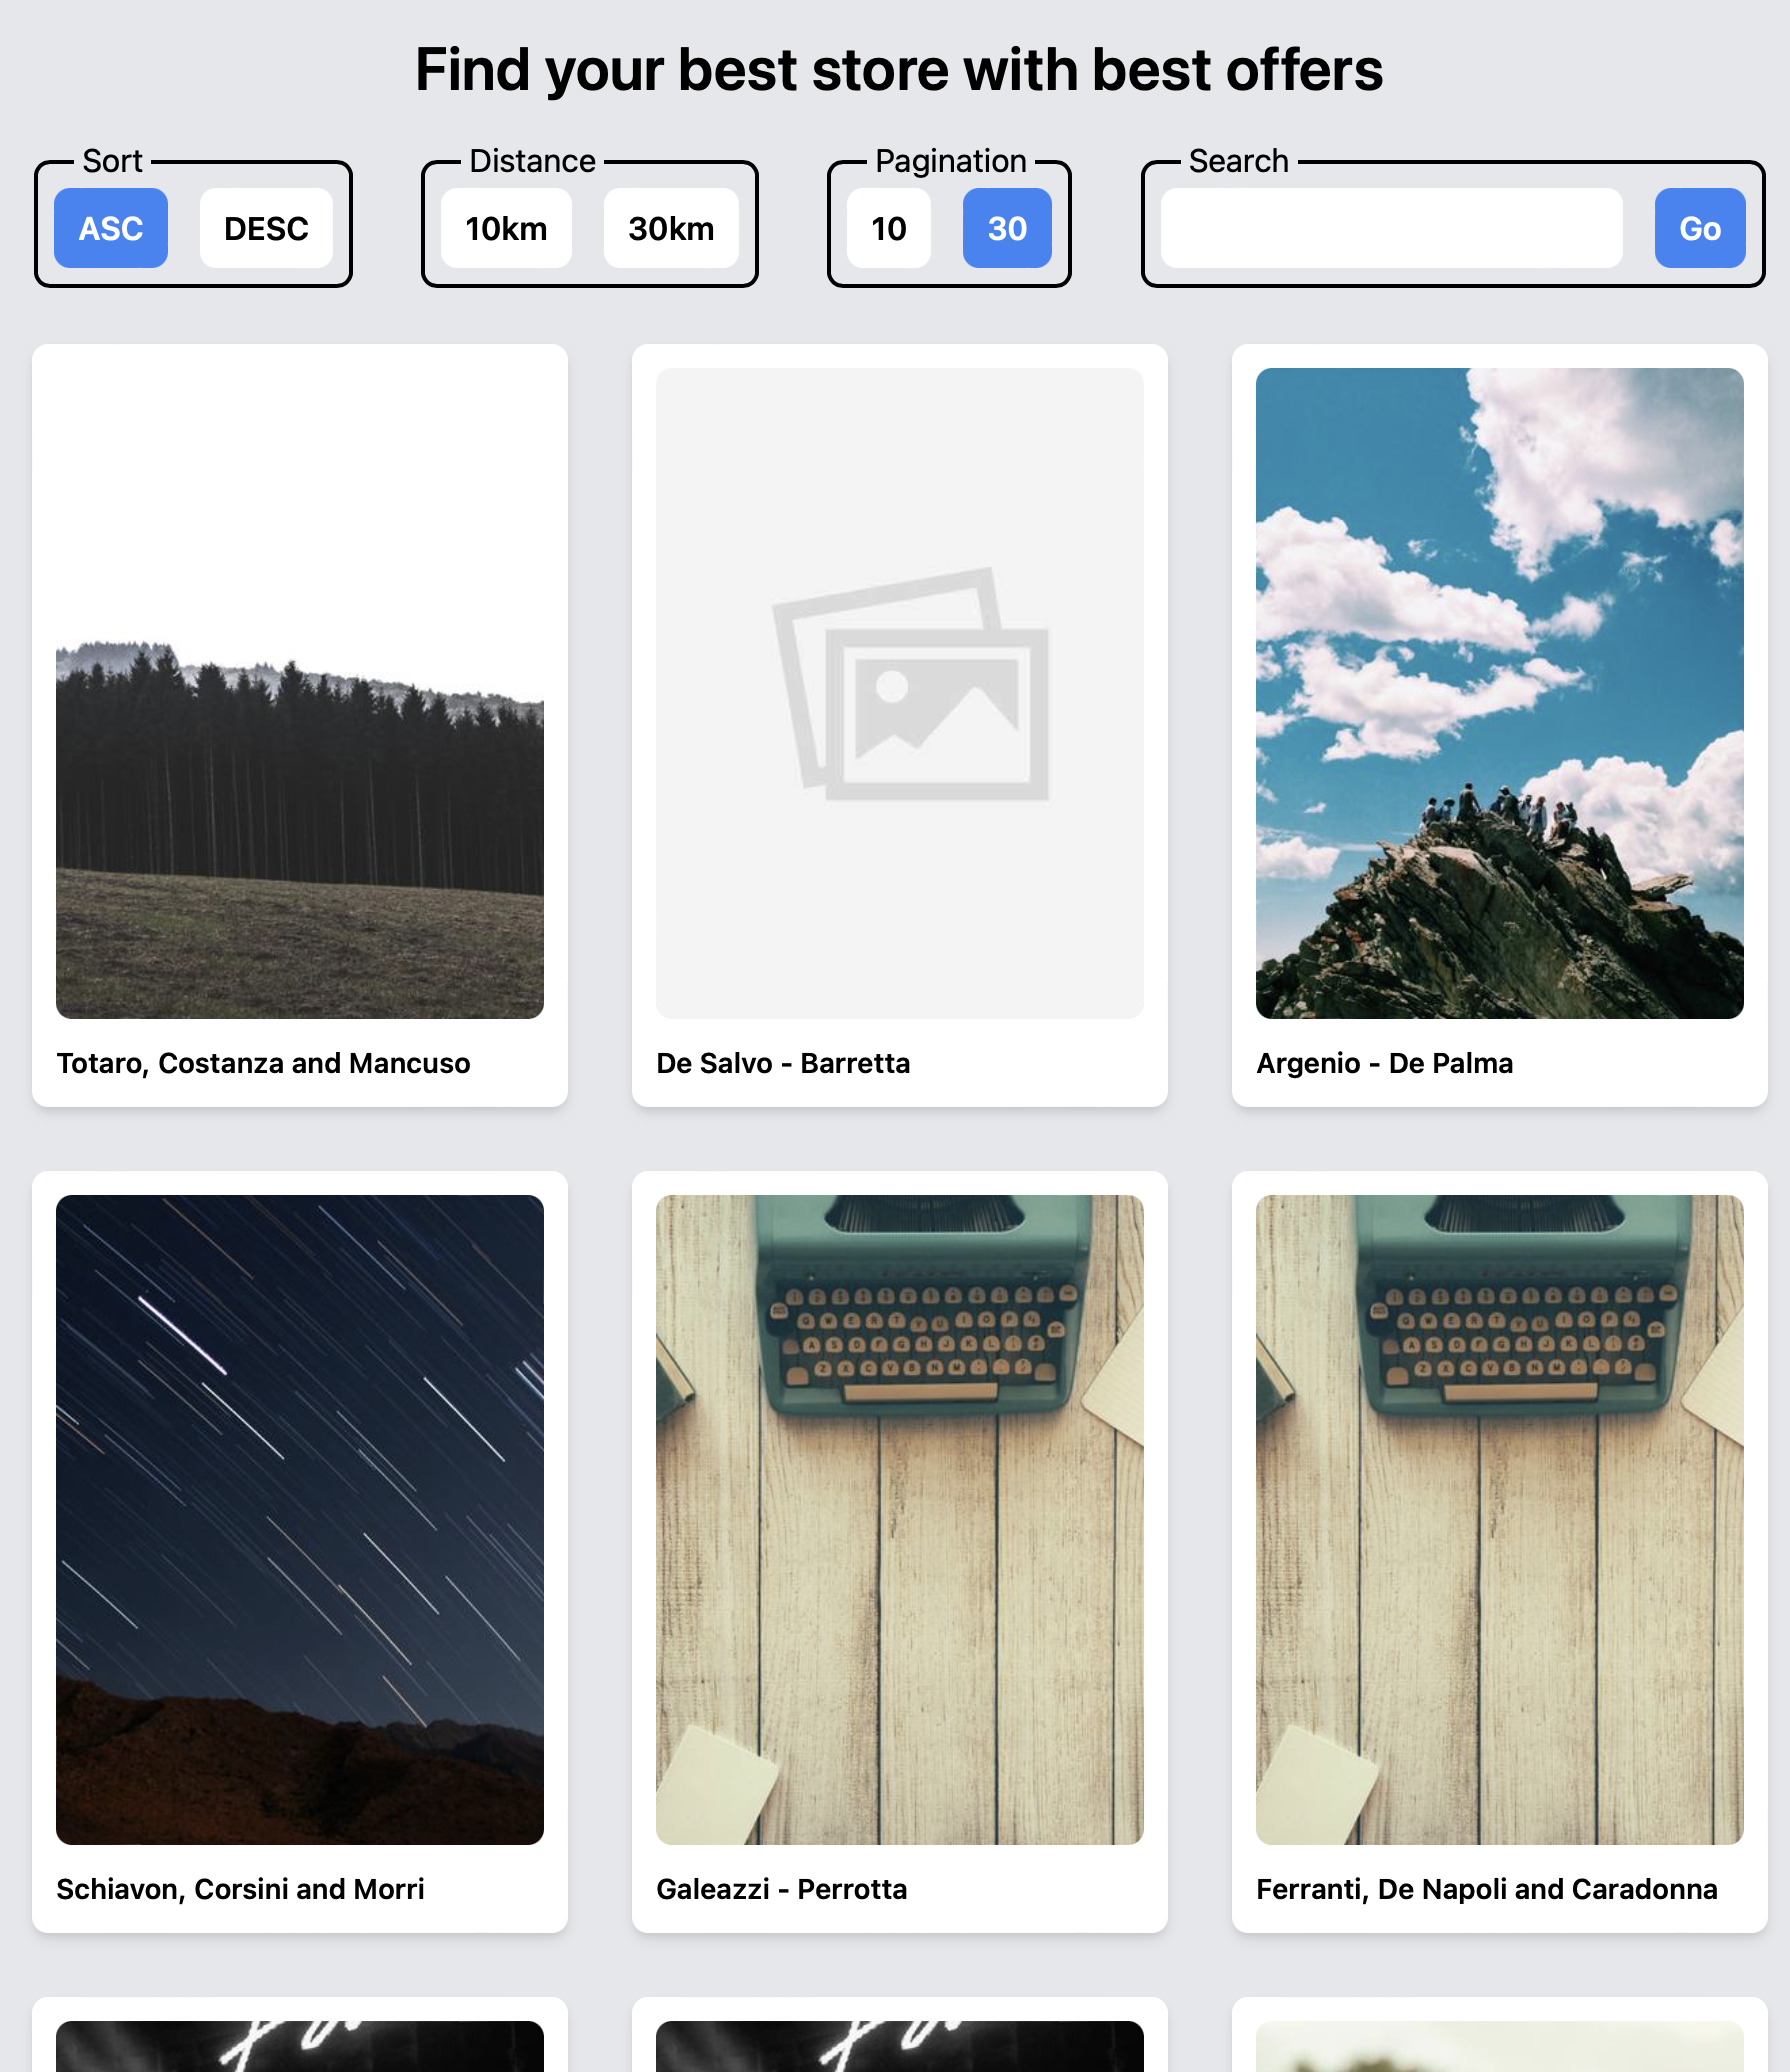 Find your best store with best offers
Sort
ASC DESC
Distance
10km 30km
Pagination
10 30
Search
Go
Totaro, Costanza and Mancuso
De Salvo - Barretta
Argenio - De Palma
Q W E R T Y U I O P
A S D F G H J K L
Z X C V B N M
Q W E R T Y U I O P
A S D F G H J K L
Z X C V B N M
Schiavon, Corsini and Morri
Galeazzi - Perrotta
Ferranti, De Napoli and Caradonna